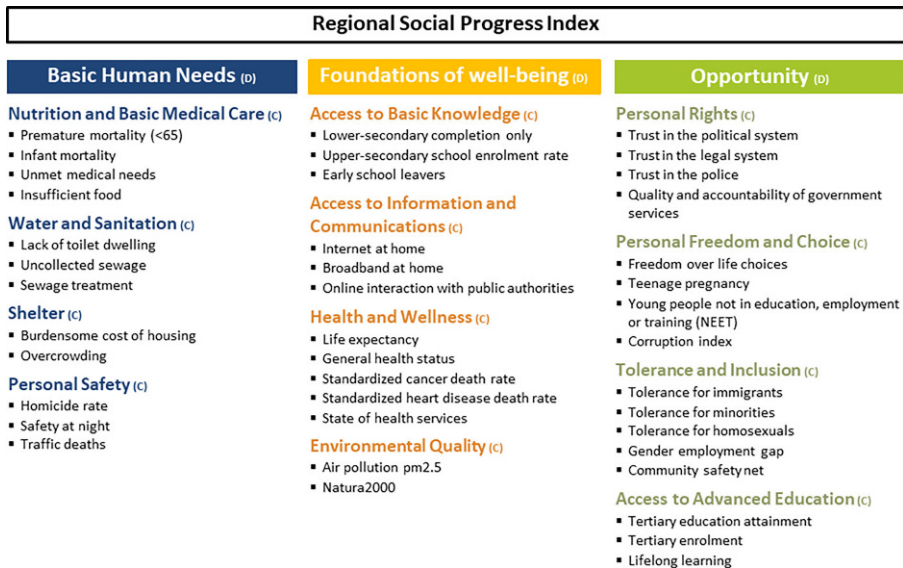 Regional Social Progress Index
Basic Human Needs (D)
Nutrition and Basic Medical Care (C)
▪ Premature mortality (<65)
▪ Infant mortality
▪ Unmet medical needs
▪ Insufficient food
Water and Sanitation (C)
▪ Lack of toilet dwelling
▪ Uncollected sewage
▪ Sewage treatment
Shelter (C)
▪ Burdensome cost of housing
▪ Overcrowding
Personal Safety (C)
▪ Homicide rate
▪ Safety at night
▪ Traffic deaths
Foundations of well-being (D)
Access to Basic Knowledge (C)
▪ Lower-secondary completion only
▪ Upper-secondary school enrolment rate
▪ Early school leavers
Access to Information and
Communications (C)
▪ Internet at home
▪ Broadband at home
▪ Online interaction with public authorities
Health and Wellness (C)
▪ Life expectancy
▪ General health status
▪ Standardized cancer death rate
▪ Standardized heart disease death rate
▪ State of health services
Environmental Quality (C)
▪ Air pollution pm2.5
▪ Natura2000
Opportunity (D)
Personal Rights (C)
▪ Trust in the political system
▪ Trust in the legal system
▪ Trust in the police
▪ Quality and accountability of government
services
Personal Freedom and Choice (C)
▪ Freedom over life choices
▪ Teenage pregnancy
▪ Young people not in education, employment
or training (NEET)
▪ Corruption index
Tolerance and Inclusion (C)
▪ Tolerance for immigrants
▪ Tolerance for minorities
▪ Tolerance for homosexuals
▪ Gender employment gap
▪ Community safety net
Access to Advanced Education (C)
▪ Tertiary education attainment
▪ Tertiary enrolment
▪ Lifelong learning